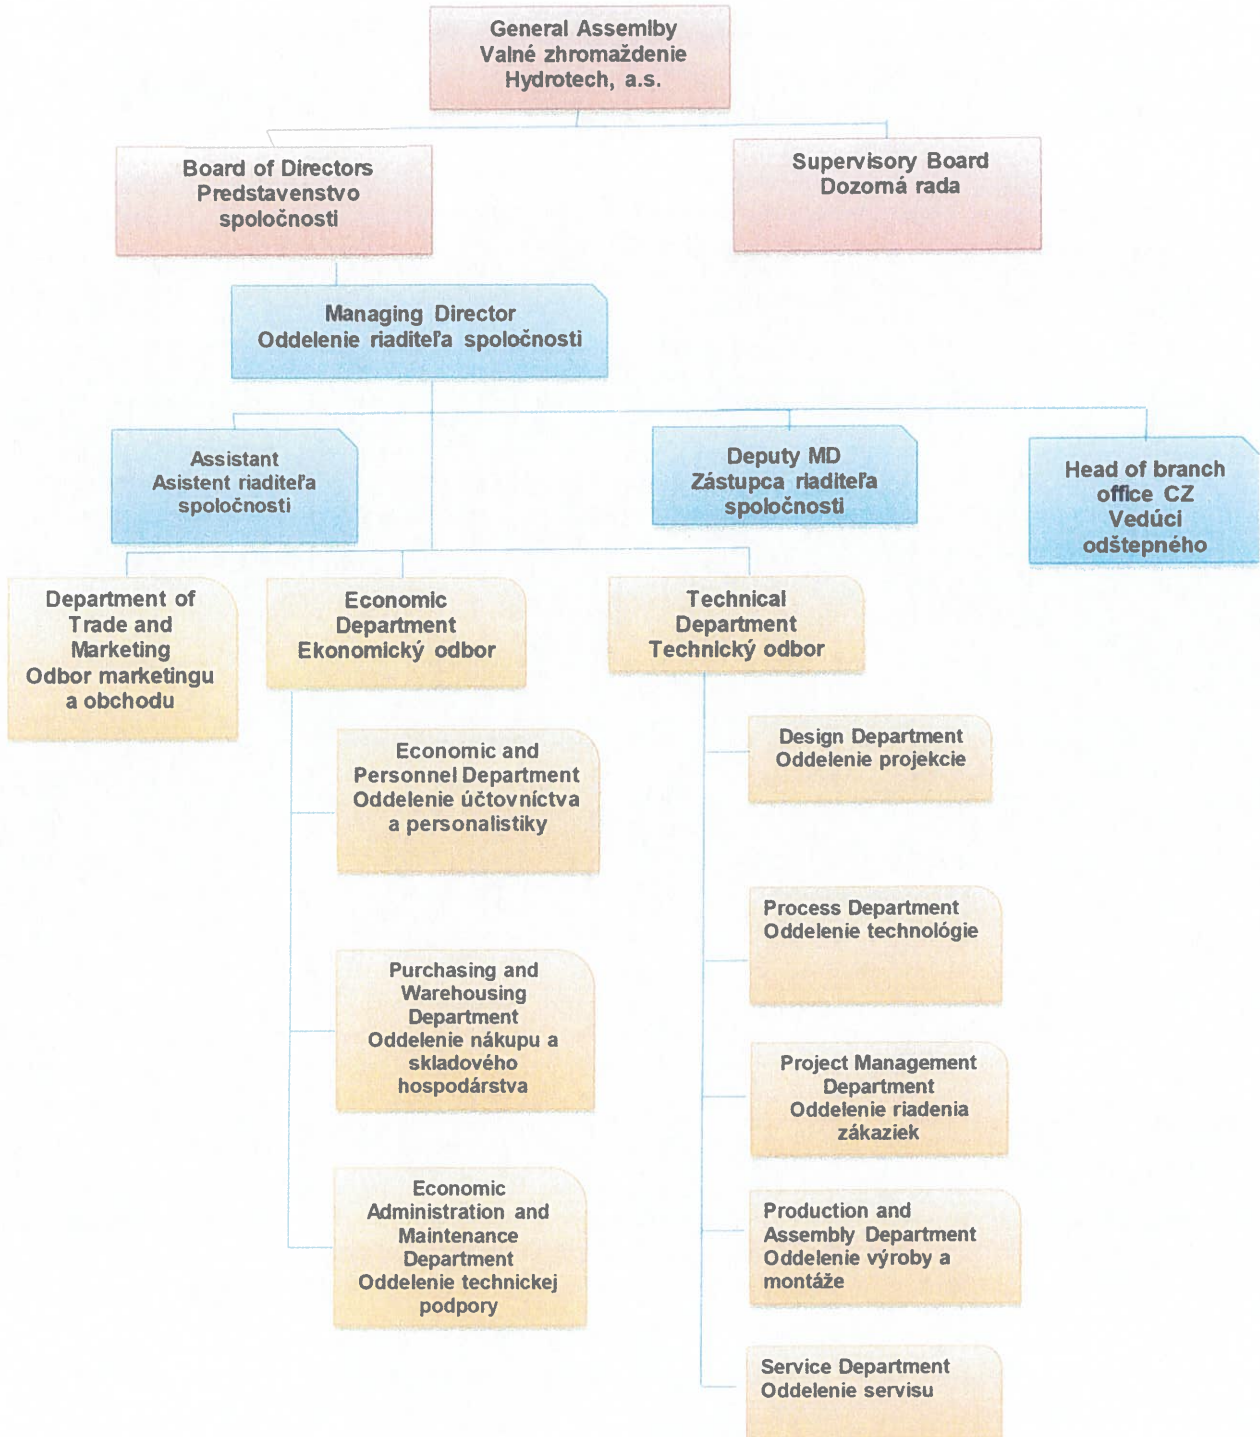 General Assemlby
Valné zhromaždenie
Hydrotech, a.s.
Board of Directors
Predstavenstvo
spoločnosti
Supervisory Board
Dozorná rada
Managing Director
Oddelenie riaditeľa spoločnosti
Assistant
Asistent riaditeľa
spoločnosti
Deputy MD
Zástupca riaditeľa
spoločnosti
Head of branch
office CZ
Vedúci
odštepného
Department of
Trade and
Marketing
Odbor marketingu
a obchodu
Economic
Department
Ekonomický odbor
Technical
Department
Technický odbor
Economic and
Personnel Department
Oddelenie účtovníctva
a personalistiky
Purchasing and
Warehousing
Department
Oddelenie nákupu a
skladového
hospodárstva
Economic
Administration and
Maintenance
Department
Oddelenie technickej
podpory
Design Department
Oddelenie projekcie
Process Department
Oddelenie technológie
Project Management
Department
Oddelenie riadenia
zákaziek
Production and
Assembly Department
Oddelenie výroby a
montáže
Service Department
Oddelenie servisu